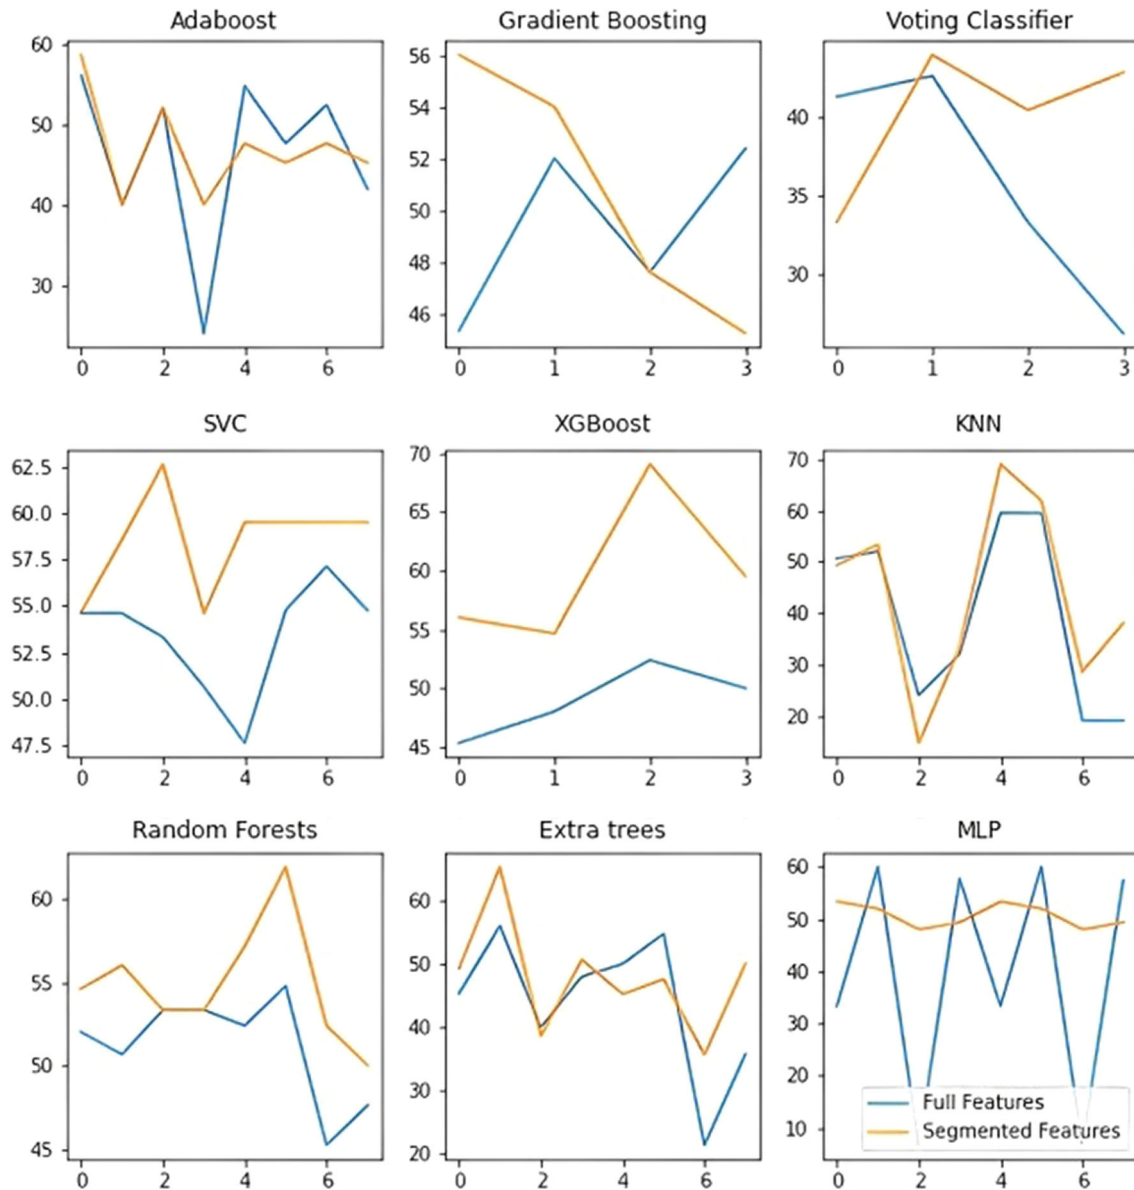 Adaboost
Gradient Boosting
Voting Classifier
60
50
40
30
0 2 4 6
56
54
52
50
48
46
0 1 2 3
40
35
30
0 1 2 3
SVC
XGBoost
KNN
62.5
60.0
57.5
55.0
52.5
50.0
47.5
0 2 4 6
70
65
60
55
50
45
0 1 2 3
70
60
50
40
30
20
0 2 4 6
Random Forests
Extra trees
MLP
60
55
50
45
0 2 4 6
60
50
40
30
20
0 2 4 6
60
50
40
30
20
10
Full Features
Segmented Features
0 2 4 6